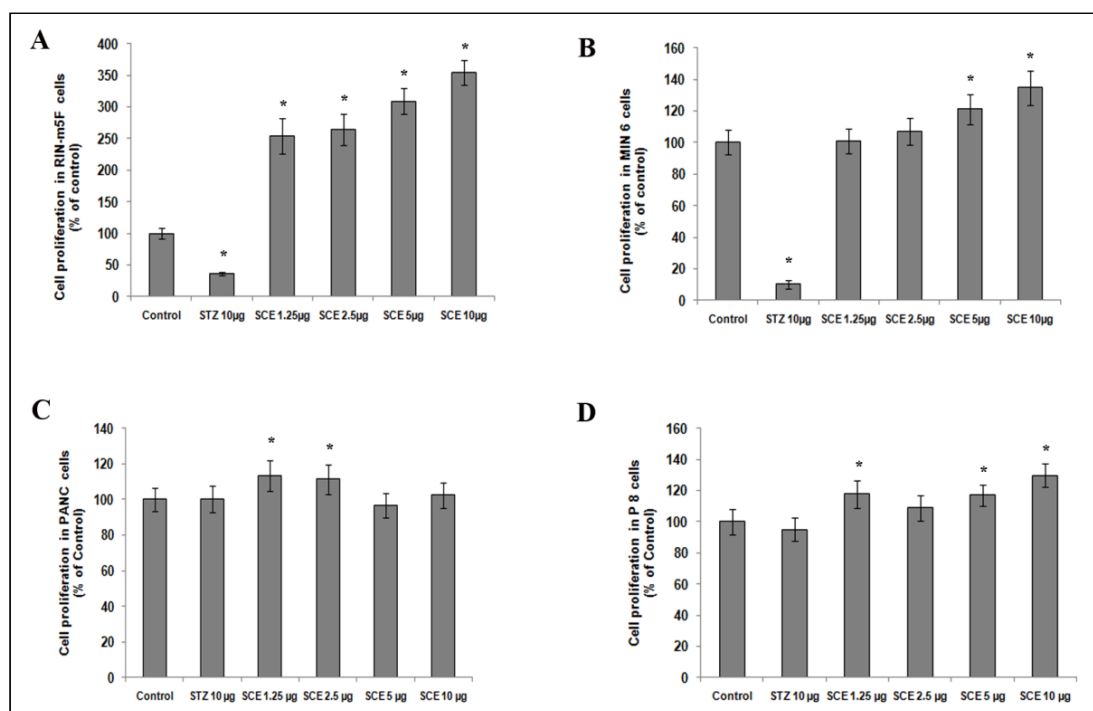 A
Cell proliferation in RIN-m5F cells
(% of control)
400
350
300
250
200
150
100
50
0
* * * * *
Control STZ 10µg SCE 1.25µg SCE 2.5µg SCE 5µg SCE 10µg
B
Cell proliferation in MIN 6 cells
(% of control)
160
140
120
100
80
60
40
20
0
* * *
Control STZ 10µg SCE 1.25µg SCE 2.5µg SCE 5µg SCE 10µg
C
Cell proliferation in PANC cells
(% of Control)
140
120
100
80
60
40
20
0
* *
Control STZ 10 µg SCE 1.25 µg SCE 2.5 µg SCE 5 µg SCE 10 µg
D
Cell proliferation in P 8 cells
(% of Control)
160
140
120
100
80
60
40
20
0
* * *
Control STZ 10 µg SCE 1.25 µg SCE 2.5 µg SCE 5 µg SCE 10 µg